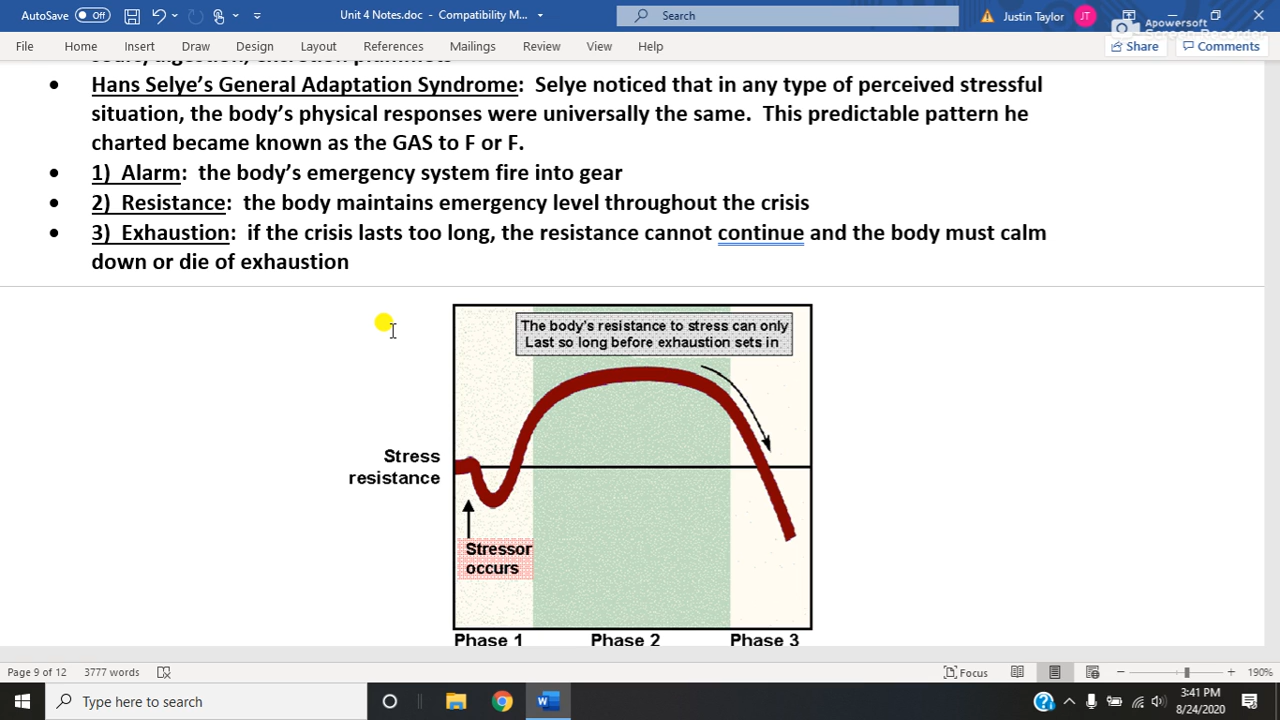 AutoSave Off Unit 4 Notes.doc - Compatibility M... Search Justin Taylor JT
Apowersoft
Screen Recorder
File Home Insert Draw Design Layout References Mailings Review View Help Share Comments
• Hans Selye's General Adaptation Syndrome: Selye noticed that in any type of perceived stressful
situation, the body's physical responses were universally the same. This predictable pattern he
charted became known as the GAS to F or F.
• 1) Alarm: the body's emergency system fire into gear
• 2) Resistance: the body maintains emergency level throughout the crisis
• 3) Exhaustion: if the crisis lasts too long, the resistance cannot continue and the body must calm
down or die of exhaustion
The body's resistance to stress can only
Last so long before exhaustion sets in
Stress
resistance
Stressor
occurs
Phase 1 Phase 2 Phase 3
Page 9 of 12 3777 words Focus 190%
Type here to search 3:41 PM
8/24/2020